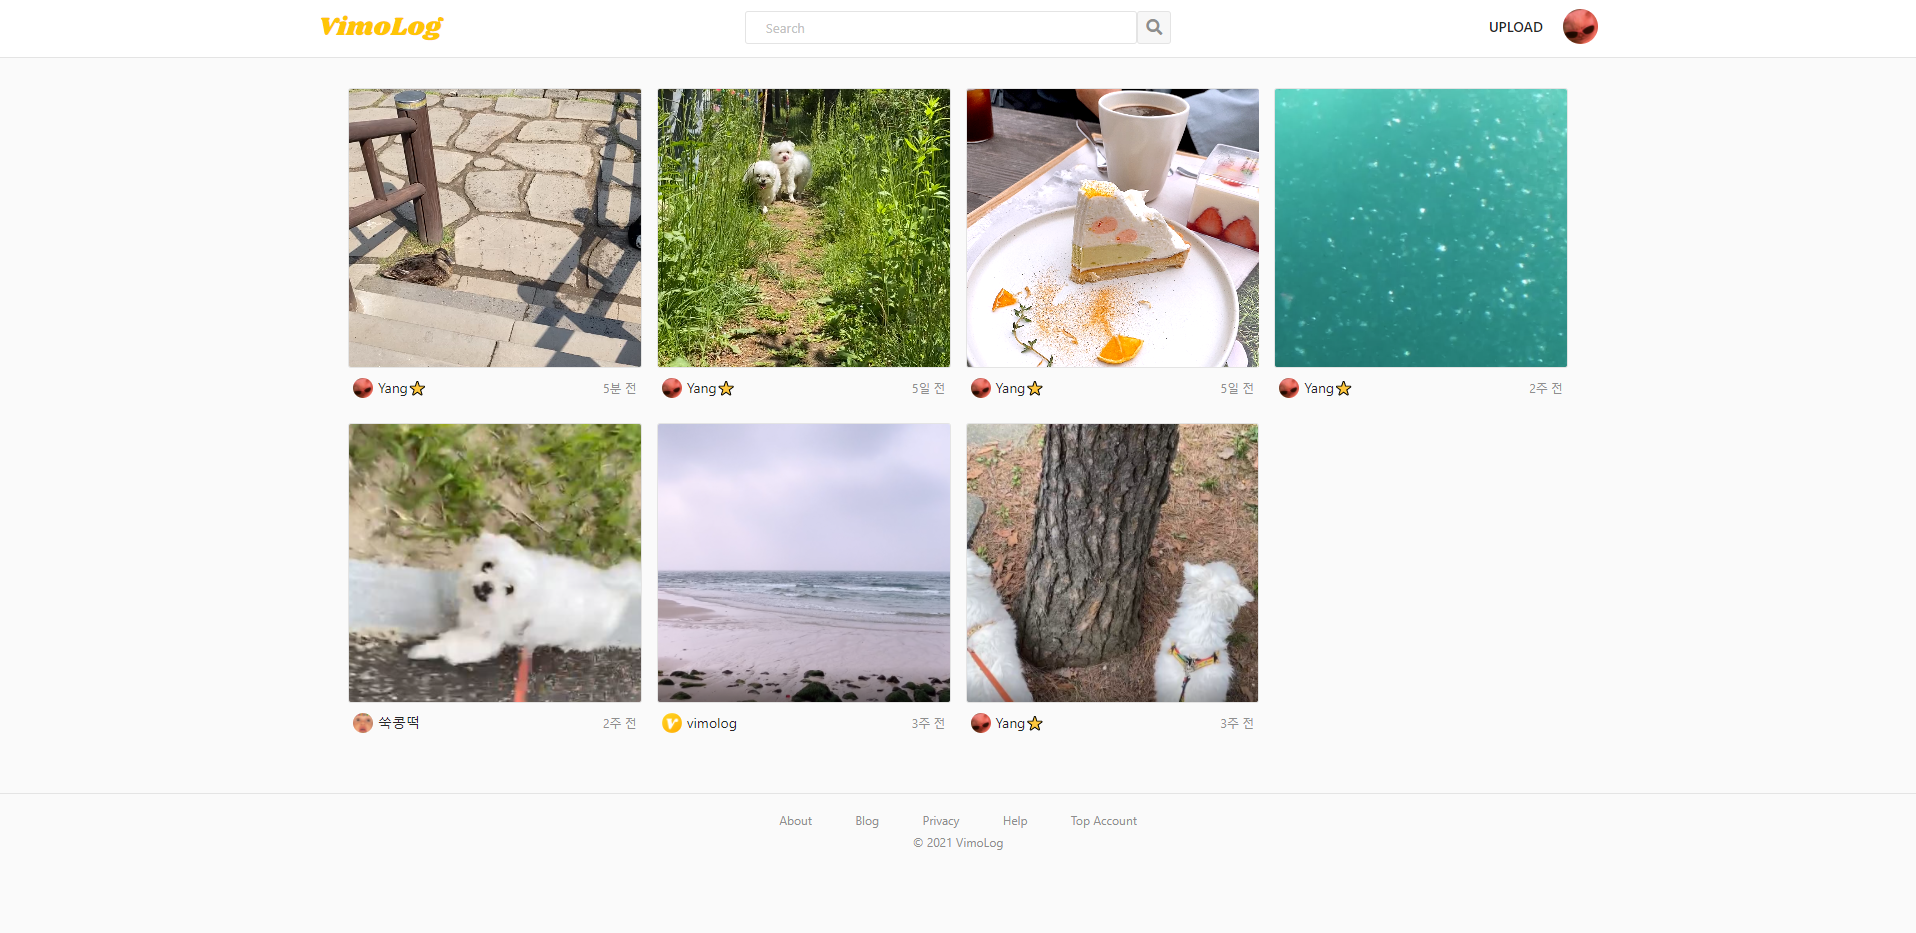 VimoLog
Search
UPLOAD
Yang⭐ 5분 전
Yang⭐ 5일 전
Yang⭐ 5일 전
Yang⭐ 2주 전
쑥콩떡 2주 전
vimolog 3주 전
Yang⭐ 3주 전
About Blog Privacy Help Top Account
© 2021 VimoLog